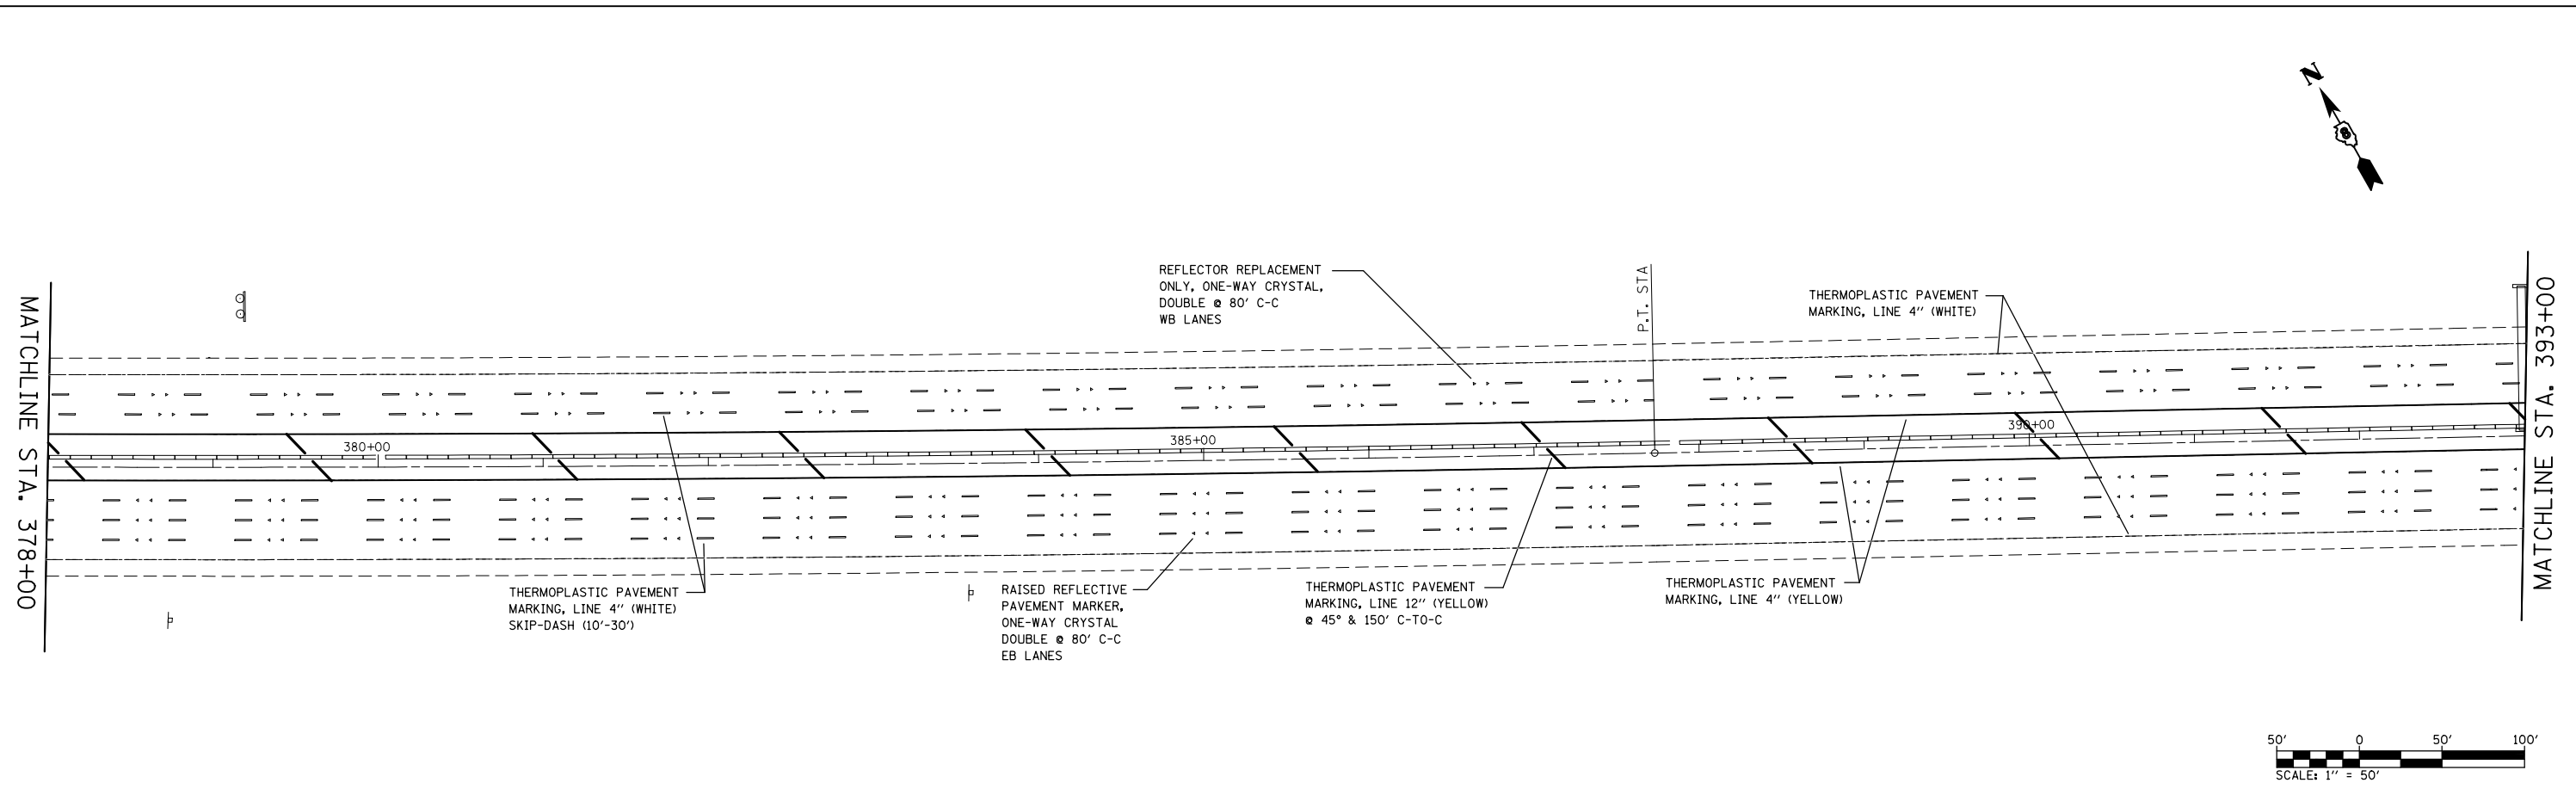 N
8
REFLECTOR REPLACEMENT
ONLY, ONE-WAY CRYSTAL,
DOUBLE @ 80' C-C
WB LANES
P.T. STA
THERMOPLASTIC PAVEMENT
MARKING, LINE 4" (WHITE)
MATCHLINE STA. 378+00
MATCHLINE STA. 393+00
380+00
385+00
390+00
THERMOPLASTIC PAVEMENT
MARKING, LINE 4" (WHITE)
SKIP-DASH (10'-30')
RAISED REFLECTIVE
PAVEMENT MARKER,
ONE-WAY CRYSTAL
DOUBLE @ 80' C-C
EB LANES
THERMOPLASTIC PAVEMENT
MARKING, LINE 12" (YELLOW)
@ 45° & 150' C-TO-C
THERMOPLASTIC PAVEMENT
MARKING, LINE 4" (YELLOW)
50' 0 50' 100'
SCALE: 1" = 50'